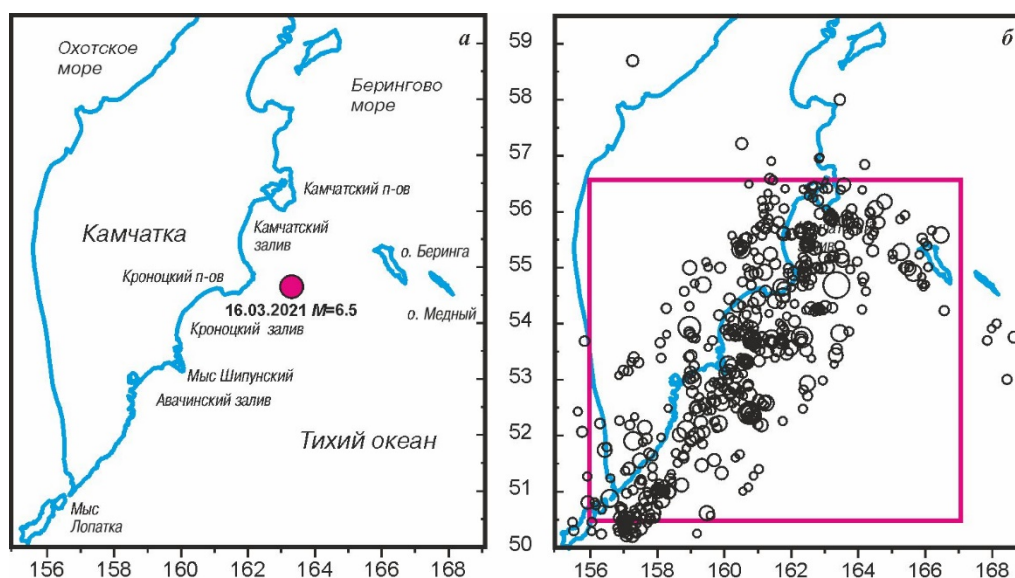 а
Охотское
море
Берингово
море
Камчатский п-ов
Камчатка
Камчатский
залив
о. Беринга
Кроноцкий п-ов
16.03.2021 М=6.5
о. Медный
Кроноцкий залив
Мыс Шипунский
Авачинский залив
Тихий океан
Мыс
Лопатка
156 158 160 162 164 166 168
б
59
58
57
56
55
54
53
52
51
50
156 158 160 162 164 166 168